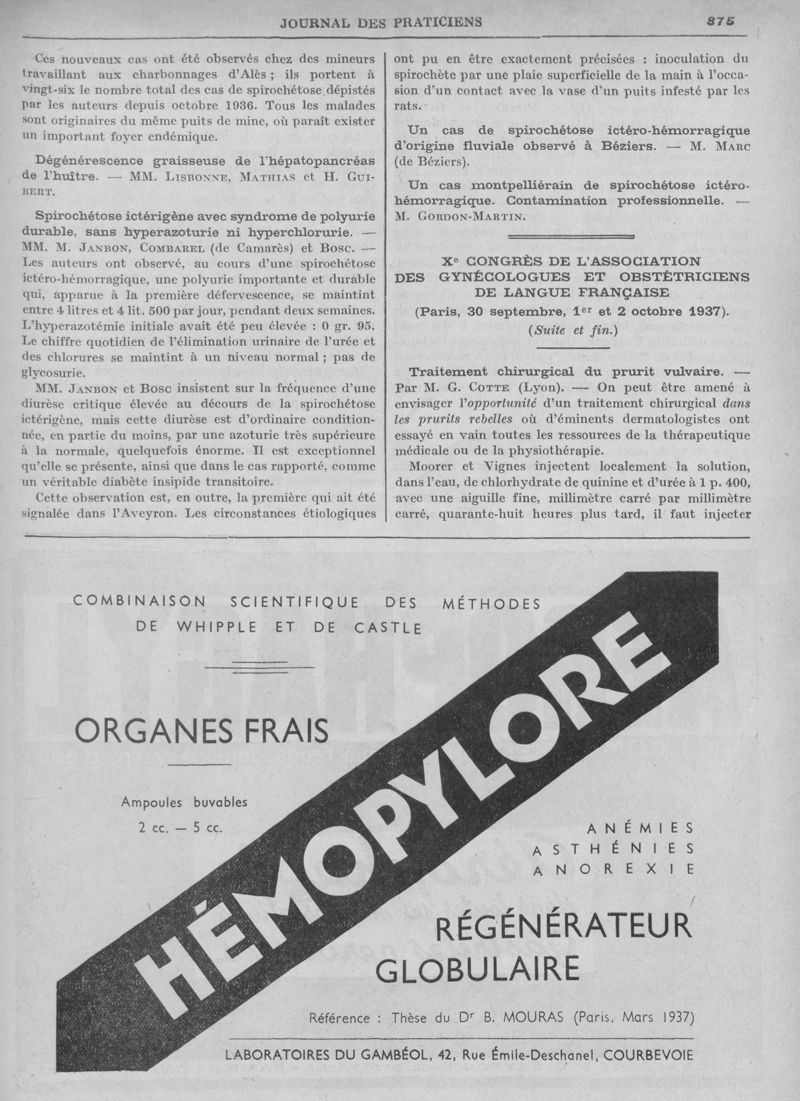 JOURNAL DES PRATICIENS 875
Ces nouveaux cas ont été observés chez des mineurs
travaillant aux charbonnages d'Alès ; ils portent à
vingt-six le nombre total des cas de spirochétose dépistés
par les auteurs depuis octobre 1936. Tous les malades
sont originaires du même puits de mine, où paraît exister
un important foyer endémique.
Dégénérescence graisseuse de l'hépatopancréas
de l'huître. — MM. LISBONNE, MATHIAS et H. GUI-
BERT.
Spirochétose ictérigène avec syndrome de polyurie
durable, sans hyperazoturie ni hyperchlorurie. —
MM. M. JANBON, COMBAREL (de Camarès) et BOSC. —
Les auteurs ont observé, au cours d'une spirochétose
ictéro-hémorragique, une polyurie importante et durable
qui, apparue à la première défervescence, se maintint
entre 4 litres et 4 lit. 500 par jour, pendant deux semaines.
L'hyperazotémie initiale avait été peu élevée : 0 gr. 95.
Le chiffre quotidien de l'élimination urinaire de l'urée et
des chlorures se maintint à un niveau normal ; pas de
glycosurie.
MM. JANBON et BOSC insistent sur la fréquence d'une
diurèse critique élevée au décours de la spirochétose
ictérigène, mais cette diurèse est d'ordinaire condition-
née, en partie du moins, par une azoturie très supérieure
à la normale, quelquefois énorme. Il est exceptionnel
qu'elle se présente, ainsi que dans le cas rapporté, comme
un véritable diabète insipide transitoire.
Cette observation est, en outre, la première qui ait été
signalée dans l'Aveyron. Les circonstances étiologiques
ont pu en être exactement précisées : inoculation du
spirochète par une plaie superficielle de la main à l'occa-
sion d'un contact avec la vase d'un puits infesté par les
rats.
Un cas de spirochétose ictéro-hémorragique
d'origine fluviale observé à Béziers. — M. MARC
(de Béziers).
Un cas montpelliérain de spirochétose ictéro-
hémorragique. Contamination professionnelle. —
M. GORDON-MARTIN.
Xe CONGRÈS DE L'ASSOCIATION
DES GYNÉCOLOGUES ET OBSTÉTRICIENS
DE LANGUE FRANÇAISE
(Paris, 30 septembre, 1er et 2 octobre 1937).
(Suite et fin.)
Traitement chirurgical du prurit vulvaire. —
Par M. G. COTTE (Lyon). — On peut être amené à
envisager l'opportunité d'un traitement chirurgical dans
les prurits rebelles où d'éminents dermatologistes ont
essayé en vain toutes les ressources de la thérapeutique
médicale ou de la physiothérapie.
Moorer et Vignes injectent localement la solution,
dans l'eau, de chlorhydrate de quinine et d'urée à 1 p. 400,
avec une aiguille fine, millimètre carré par millimètre
carré, quarante-huit heures plus tard, il faut injecter
COMBINAISON SCIENTIFIQUE DES MÉTHODES
DE WHIPPLE ET DE CASTLE
ORGANES FRAIS
Ampoules buvables
2 cc. — 5 cc.
HÉMOPYLORE
ANÉMIES
ASTHÉNIES
ANOREXIE
RÉGÉNÉRATEUR
GLOBULAIRE
Référence : Thèse du Dr B. MOURAS (Paris, Mars 1937)
LABORATOIRES DU GAMBÉOL, 42, Rue Émile-Deschanel, COURBEVOIE